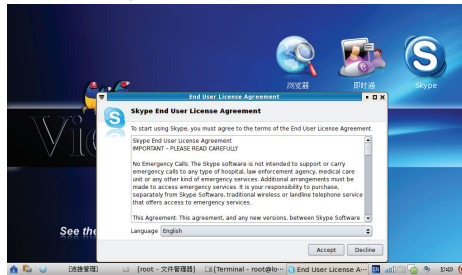 浏览器
即时通
Skype
End User License Agreement
Skype End User License Agreement
To start using Skype, you must agree to the terms of the End User License Agreement.
Skype End User License Agreement
IMPORTANT - PLEASE READ CAREFULLY
No Emergency Calls: The Skype software is not intended to support or carry
emergency calls to any type of hospital, law enforcement agency, medical care
unit or any other kind of emergency services. Additional arrangements must be
made to access emergency services. It is your responsibility to purchase,
separately from Skype Software, traditional wireless or landline telephone service
that offers access to emergency services.
This Agreement: This agreement, and any new versions, between Skype Software
Language English
Accept Decline
See the
[连接管理] [root - 文件管理器] [Terminal - root@lo··· End User License A··· EN